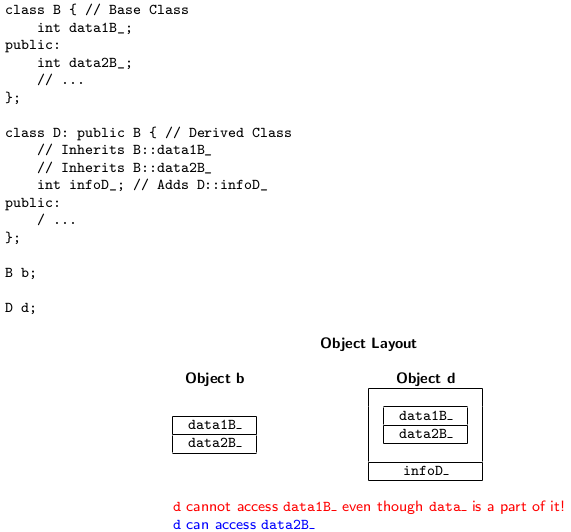 class B { // Base Class
    int data1B_;
public:
    int data2B_;
    // ...
};

class D: public B { // Derived Class
    // Inherits B::data1B_
    // Inherits B::data2B_
    int infoD_; // Adds D::infoD_
public:
    / ...
};

B b;

D d;

Object Layout
Object b
Object d
data1B_
data2B_
data1B_
data2B_
infoD_
d cannot access data1B_ even though data_ is a part of it!
d can access data2B_